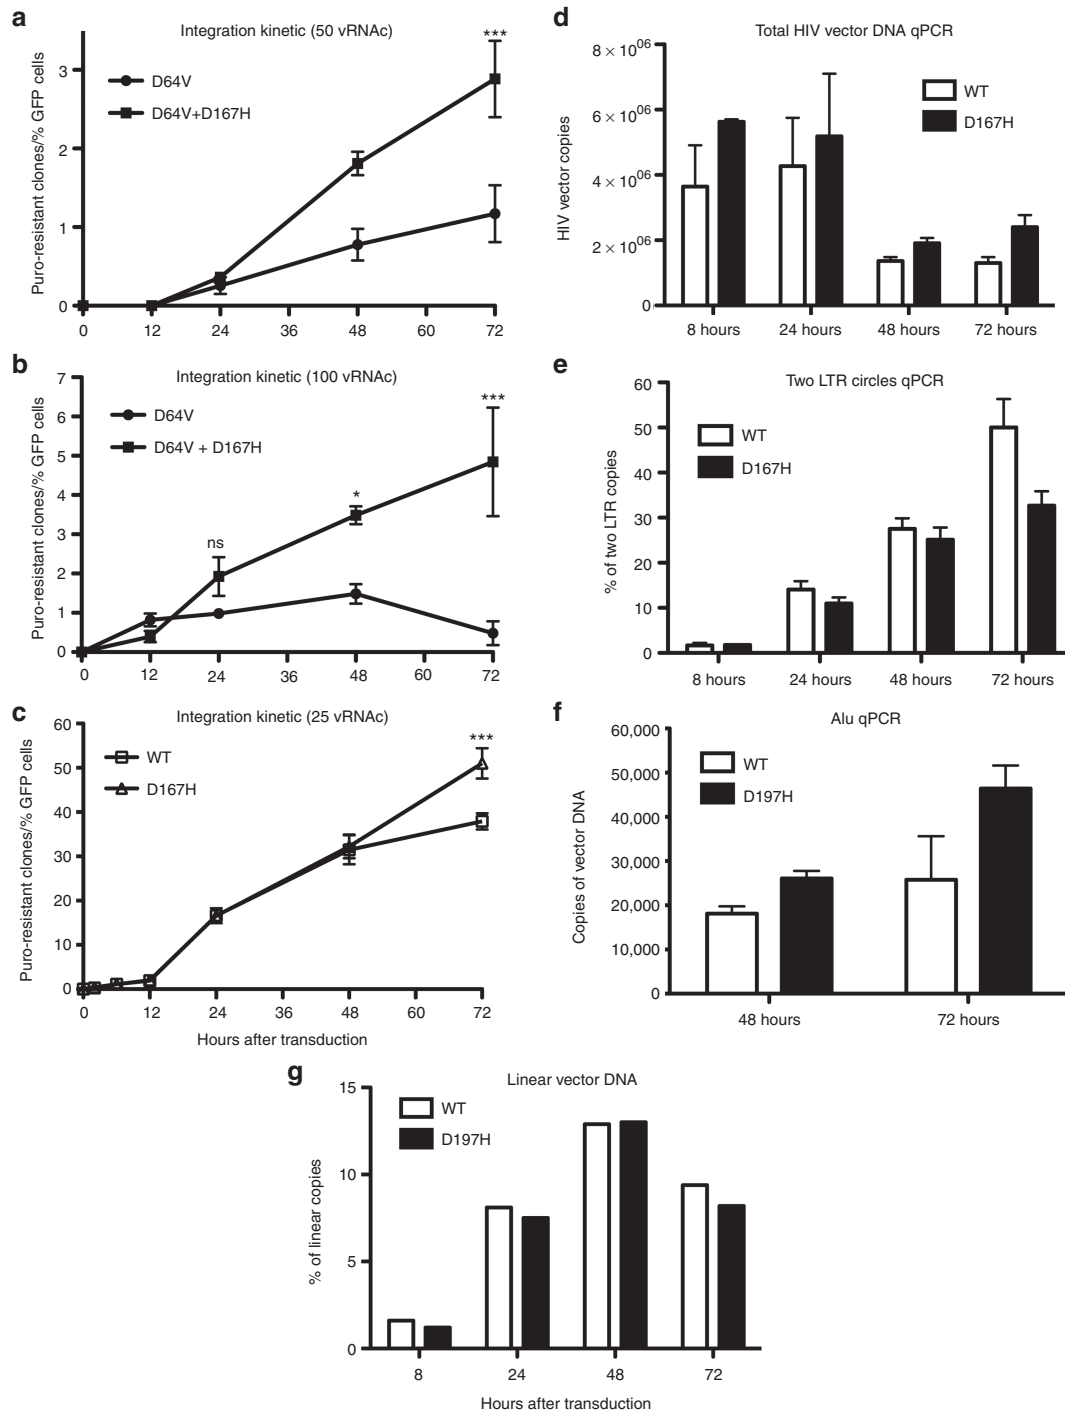 a
Integration kinetic (50 vRNAc)
***
Puro-resistant clones/% GFP cells
3
2
1
0
D64V
D64V+D167H
0 12 24 36 48 60 72
b
Integration kinetic (100 vRNAc)
***
*
ns
Puro-resistant clones/% GFP cells
7
6
5
4
3
2
1
0
D64V
D64V + D167H
0 12 24 36 48 60 72
c
Integration kinetic (25 vRNAc)
***
Puro-resistant clones/% GFP cells
60
50
40
30
20
10
0
WT
D167H
0 12 24 36 48 60 72
Hours after transduction
d
Total HIV vector DNA qPCR
HIV vector copies
8 × 10⁰⁶
6 × 10⁰⁶
4 × 10⁰⁶
2 × 10⁰⁶
0
WT
D167H
8 hours 24 hours 48 hours 72 hours
e
Two LTR circles qPCR
% of two LTR copies
60
50
40
30
20
10
0
WT
D167H
8 hours 24 hours 48 hours 72 hours
f
Alu qPCR
Copies of vector DNA
60,000
50,000
40,000
30,000
20,000
10,000
0
WT
D197H
48 hours 72 hours
g
Linear vector DNA
% of linear copies
15
10
5
0
WT
D197H
8 24 48 72
Hours after transduction